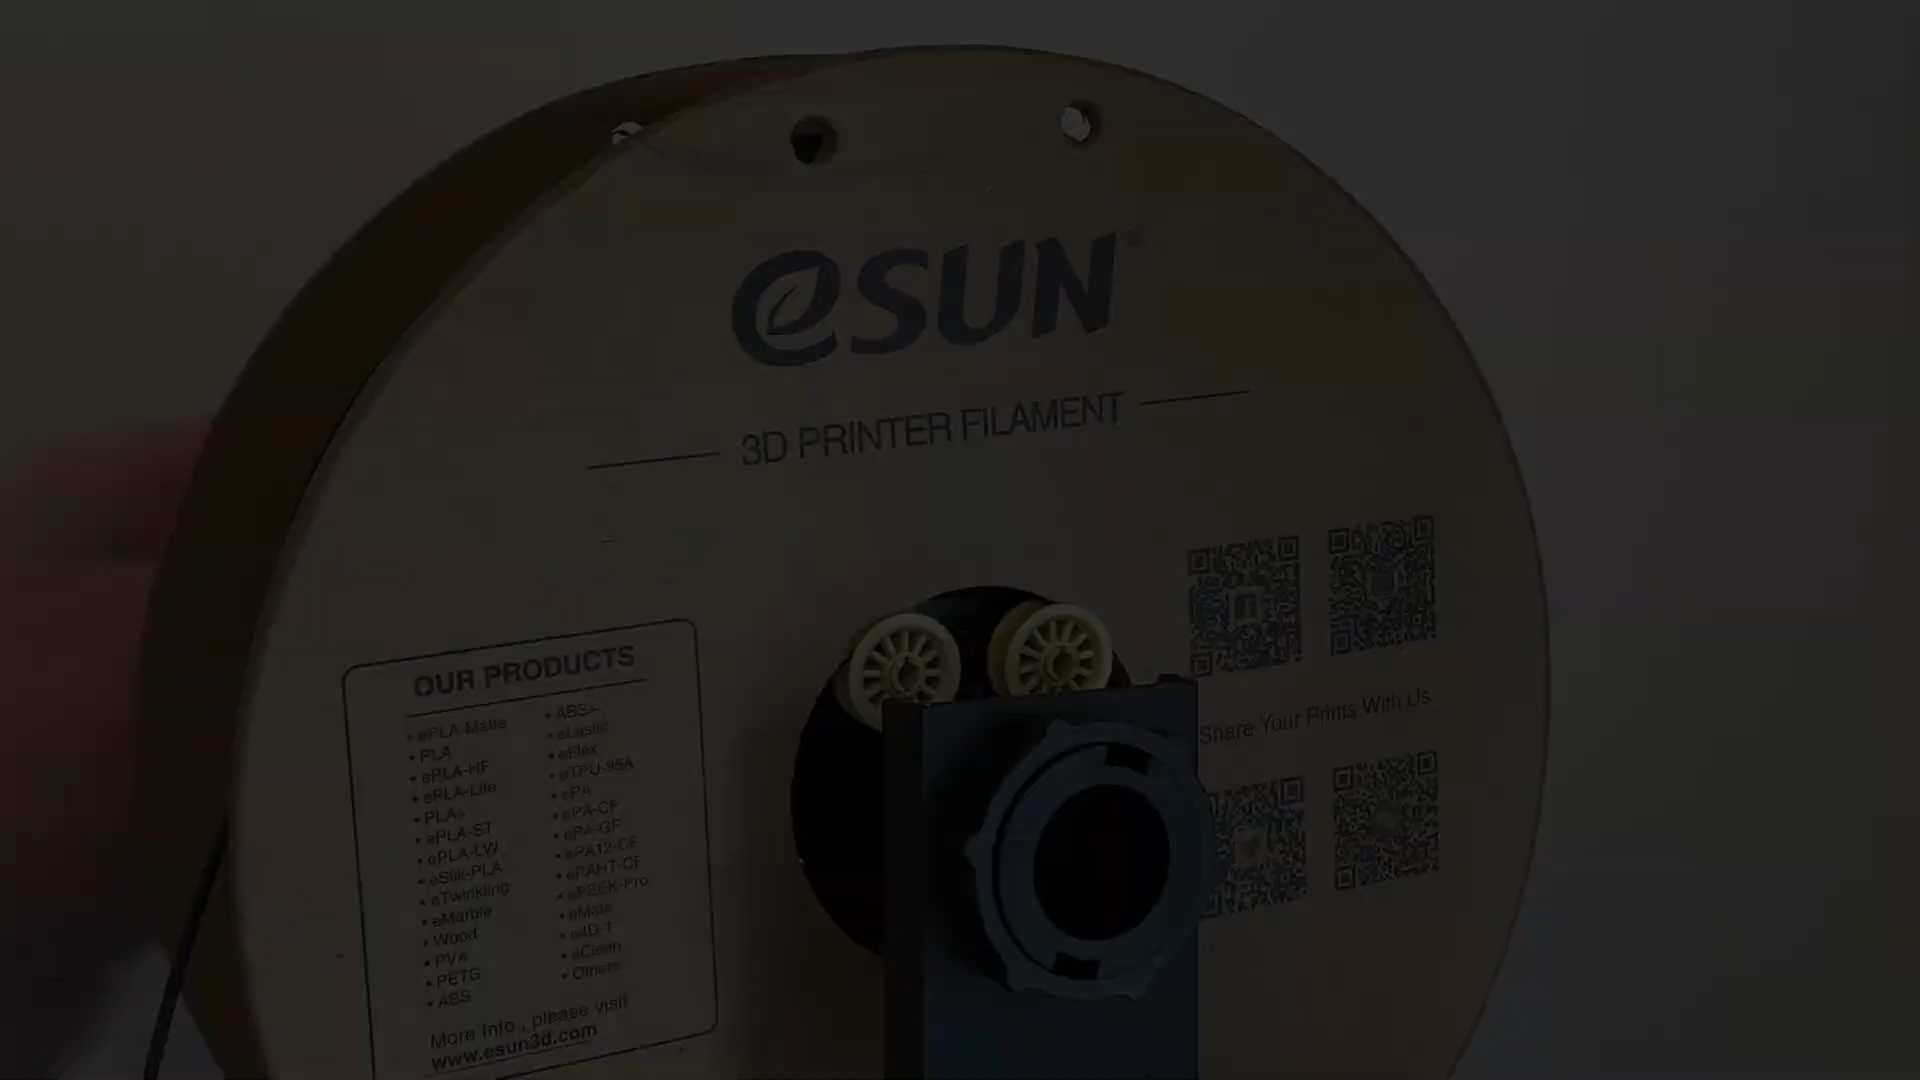 eSUN®
3D PRINTER FILAMENT
OUR PRODUCTS
• ePLA-Matte
• PLA
• ePLA-HF
• ePLA-Lite
• PLA+
• ePLA-ST
• ePLA-LW
• eSilk-PLA
• eTwinkling
• eMarble
• Wood
• PVA
• PETG
• ABS
• ABS+
• eLastic
• eFlex
• eTPU-95A
• ePA
• ePA-CF
• ePA-GF
• ePA12-CF
• ePAHT-CF
• ePEEK-Pro
• eMate
• e4D-1
• eClean
• Others
More Info., please visit
www.esun3d.com
Share Your Prints With Us